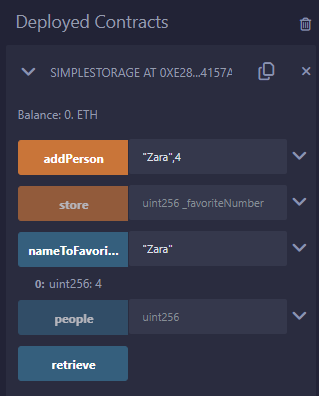 Deployed Contracts
SIMPLESTORAGE AT 0XE28...4157A
Balance: 0. ETH
addPerson "Zara",4
store uint256 _favoriteNumber
nameToFavori... "Zara"
0: uint256: 4
people uint256
retrieve